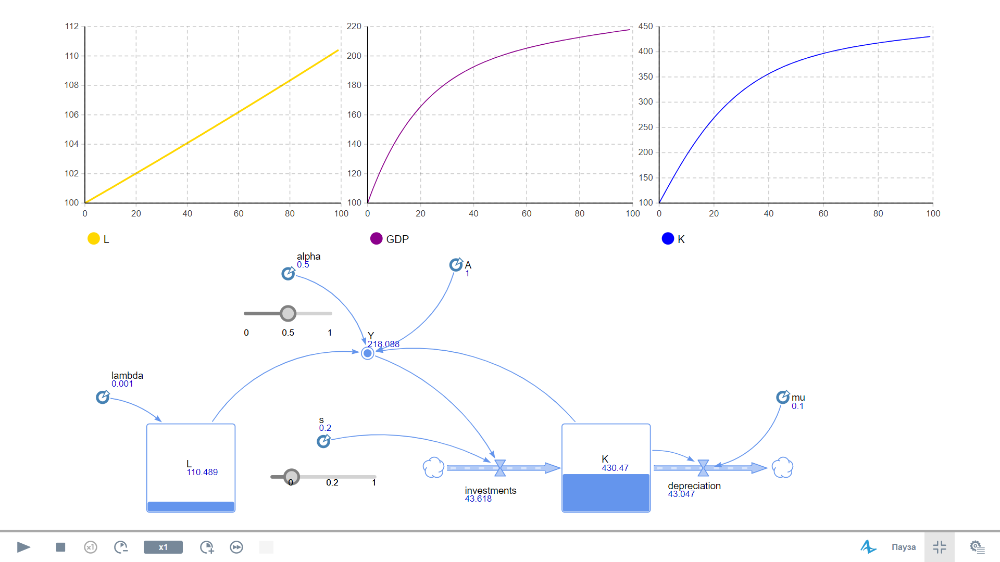 112
110
108
106
104
102
100
0 20 40 60 80 100
L
220
200
180
160
140
120
100
0 20 40 60 80 100
GDP
450
400
350
300
250
200
150
100
0 20 40 60 80 100
K
alpha
0.5
A
1
0 0.5 1
Y
218.088
lambda
0.001
mu
0.1
s
0.2
L
110.489
0 0.2 1
K
430.47
investments
43.618
depreciation
43.047
x1
x1
Пауза